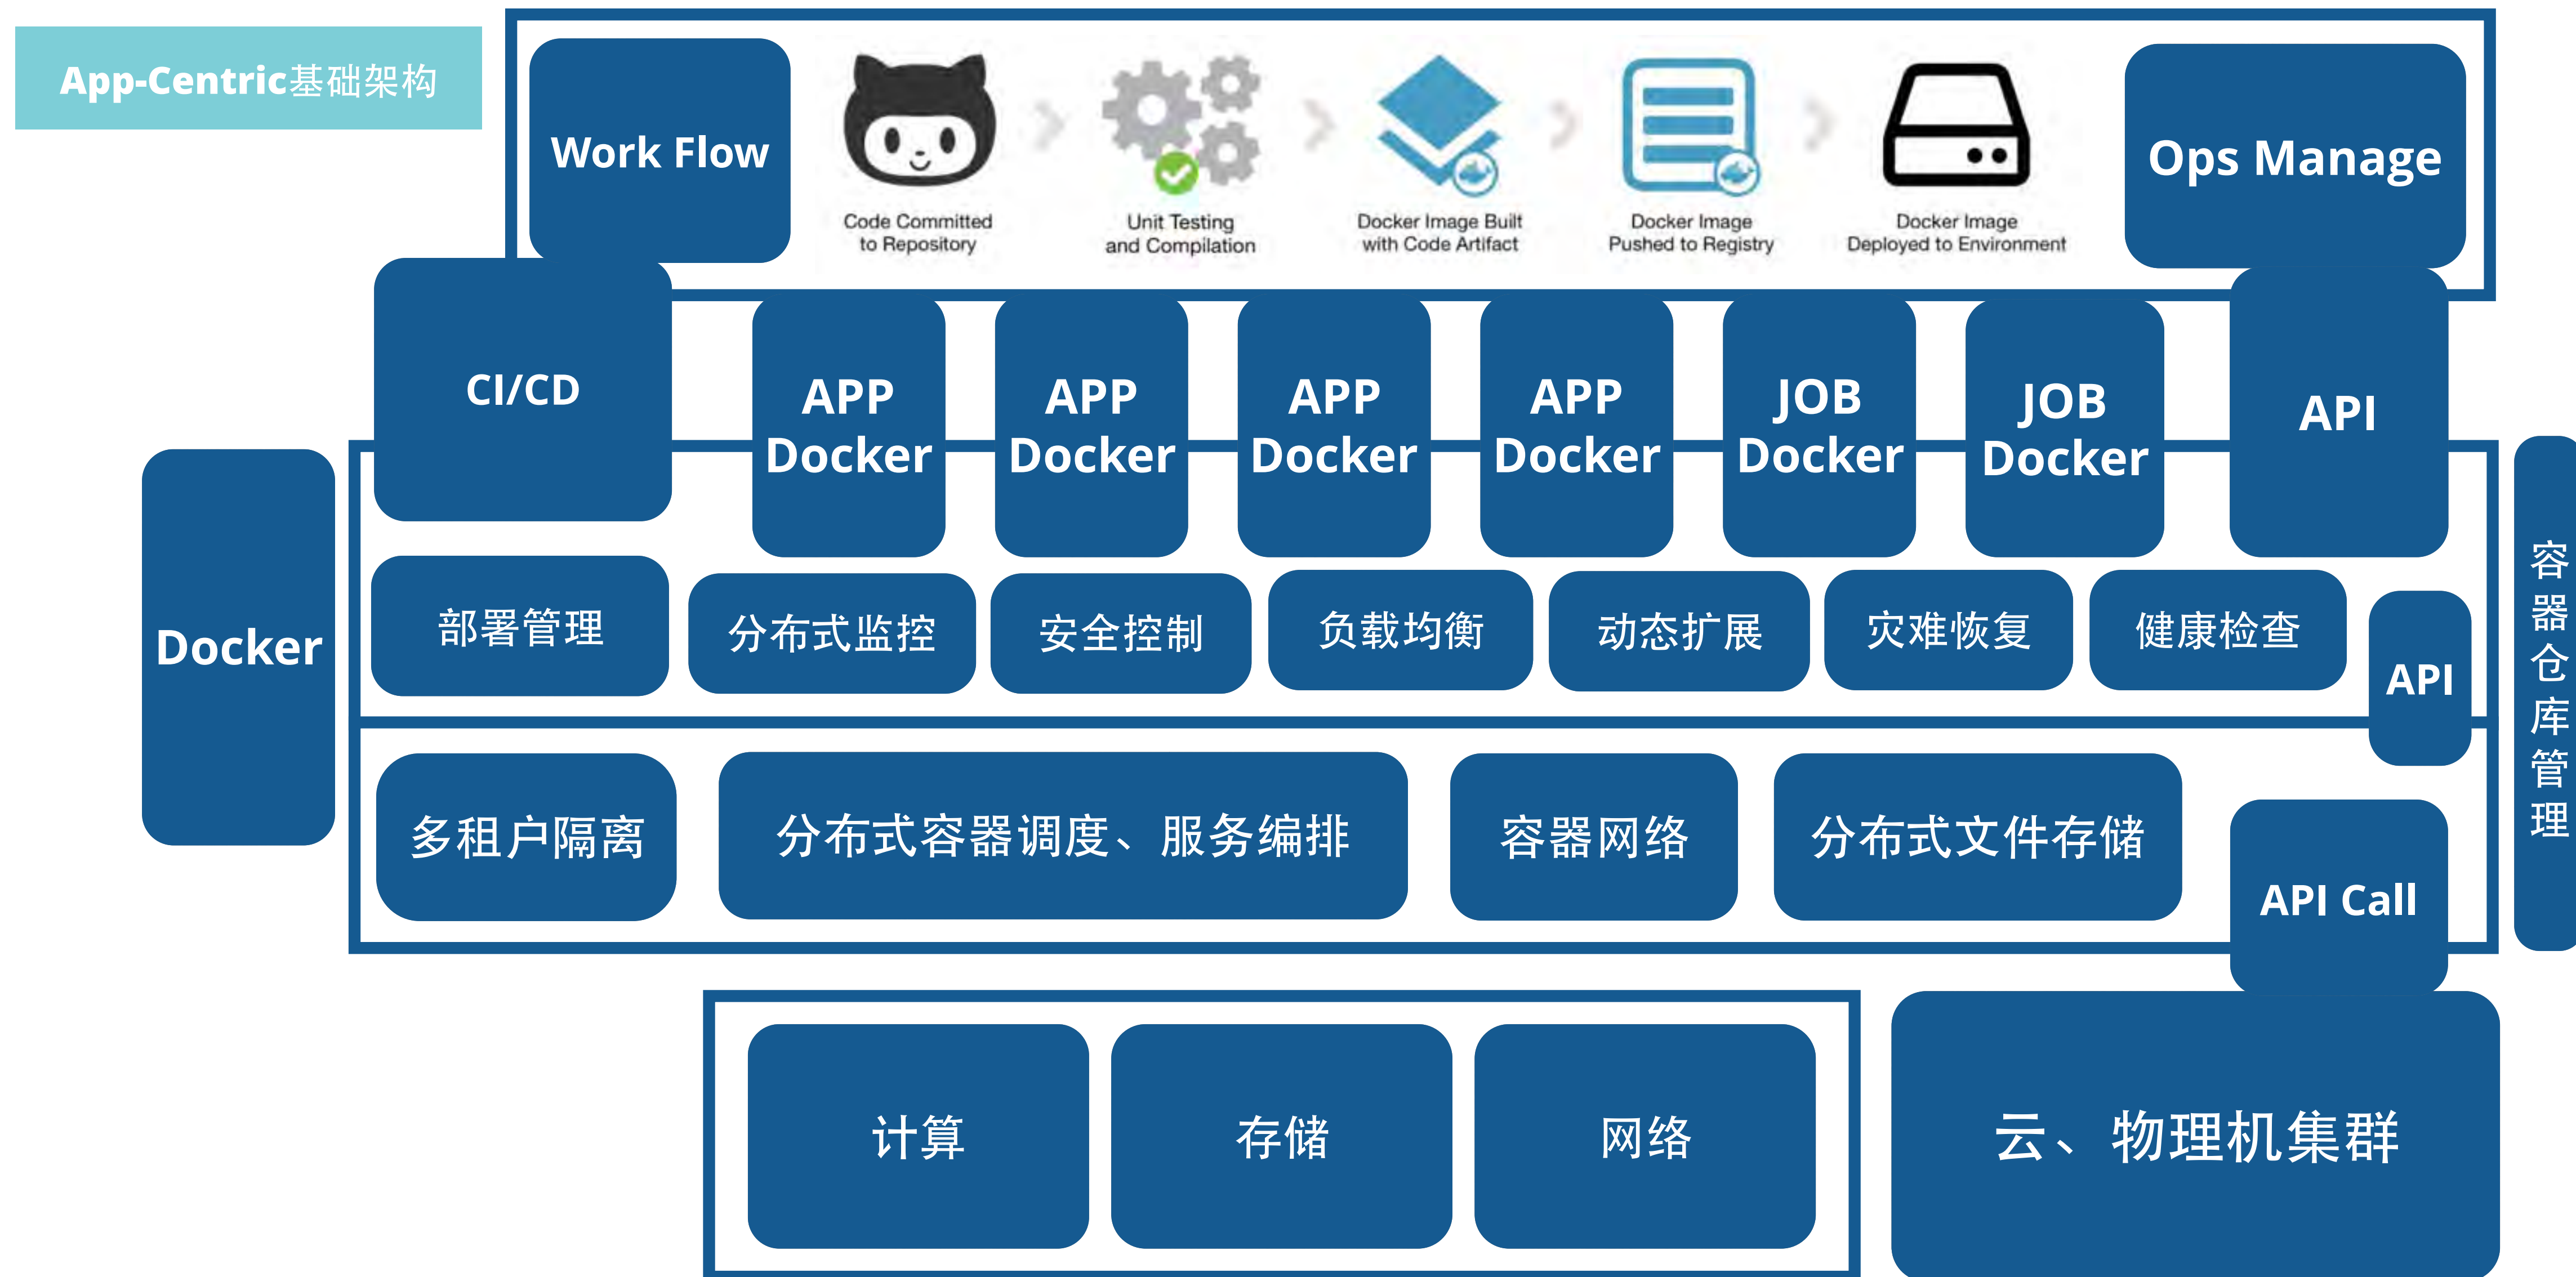 App-Centric基础架构
Work Flow
Code Committed
to Repository
Unit Testing
and Compilation
Docker Image Built
with Code Artifact
Docker Image
Pushed to Registry
Docker Image
Deployed to Environment
Ops Manage
CI/CD
APP
Docker
APP
Docker
APP
Docker
APP
Docker
JOB
Docker
JOB
Docker
API
Docker
部署管理
分布式监控
安全控制
负载均衡
动态扩展
灾难恢复
健康检查
API
容器仓库管理
多租户隔离
分布式容器调度、服务编排
容器网络
分布式文件存储
API Call
计算
存储
网络
云、物理机集群